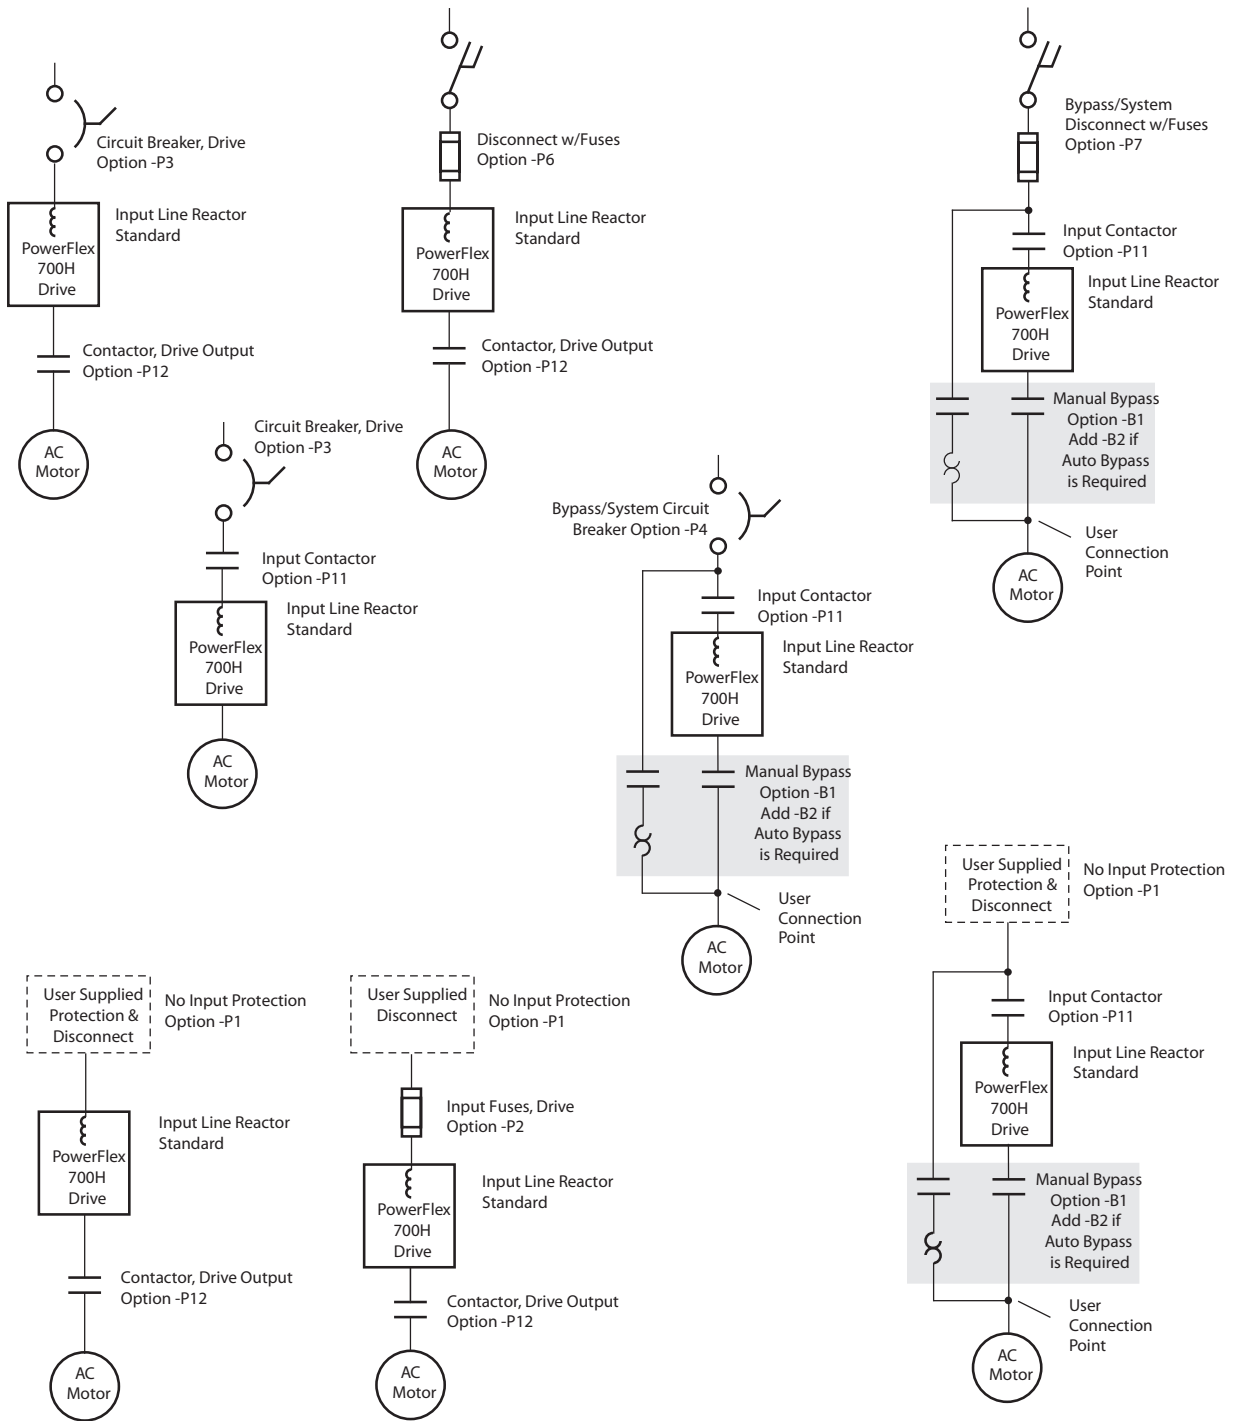 Circuit Breaker, Drive
Option -P3
Input Line Reactor
Standard
PowerFlex
700H
Drive
Contactor, Drive Output
Option -P12
AC
Motor
Disconnect w/Fuses
Option -P6
Input Line Reactor
Standard
PowerFlex
700H
Drive
Contactor, Drive Output
Option -P12
AC
Motor
Bypass/System
Disconnect w/Fuses
Option -P7
Input Contactor
Option -P11
Input Line Reactor
Standard
PowerFlex
700H
Drive
Manual Bypass
Option -B1
Add -B2 if
Auto Bypass
is Required
User
Connection
Point
AC
Motor
Circuit Breaker, Drive
Option -P3
Input Contactor
Option -P11
Input Line Reactor
Standard
PowerFlex
700H
Drive
AC
Motor
Bypass/System Circuit
Breaker Option -P4
Input Contactor
Option -P11
Input Line Reactor
Standard
PowerFlex
700H
Drive
Manual Bypass
Option -B1
Add -B2 if
Auto Bypass
is Required
User
Connection
Point
AC
Motor
User Supplied
Protection &
Disconnect
No Input Protection
Option -P1
Input Line Reactor
Standard
PowerFlex
700H
Drive
Contactor, Drive Output
Option -P12
AC
Motor
User Supplied
Disconnect
No Input Protection
Option -P1
Input Fuses, Drive
Option -P2
Input Line Reactor
Standard
PowerFlex
700H
Drive
Contactor, Drive Output
Option -P12
AC
Motor
User Supplied
Protection &
Disconnect
No Input Protection
Option -P1
Input Contactor
Option -P11
Input Line Reactor
Standard
PowerFlex
700H
Drive
Manual Bypass
Option -B1
Add -B2 if
Auto Bypass
is Required
User
Connection
Point
AC
Motor